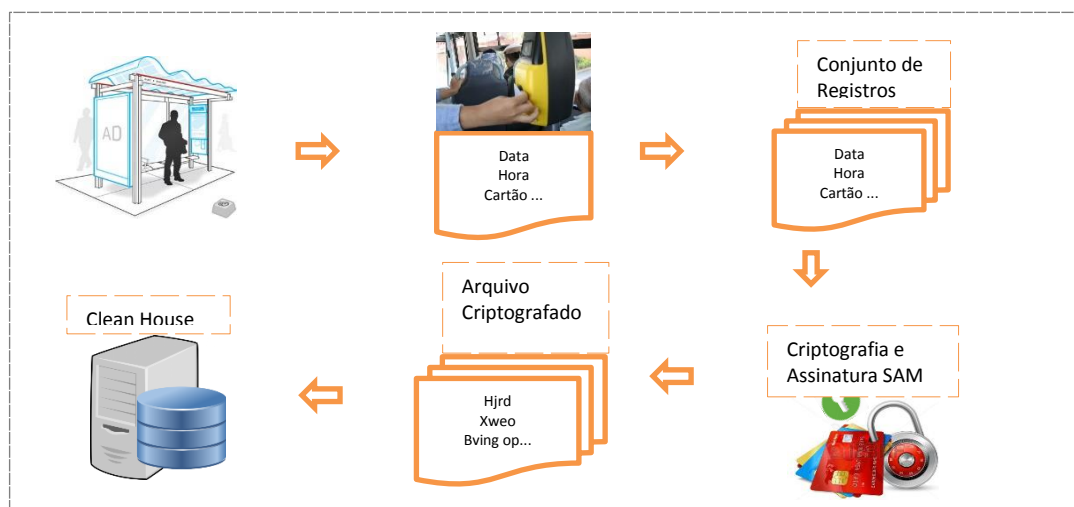 AD
Data
Hora
Cartão ...
Conjunto de
Registros
Data
Hora
Cartão ...
Criptografia e
Assinatura SAM
Arquivo
Criptografado
Hjrd
Xweo
Bving op...
Clean House